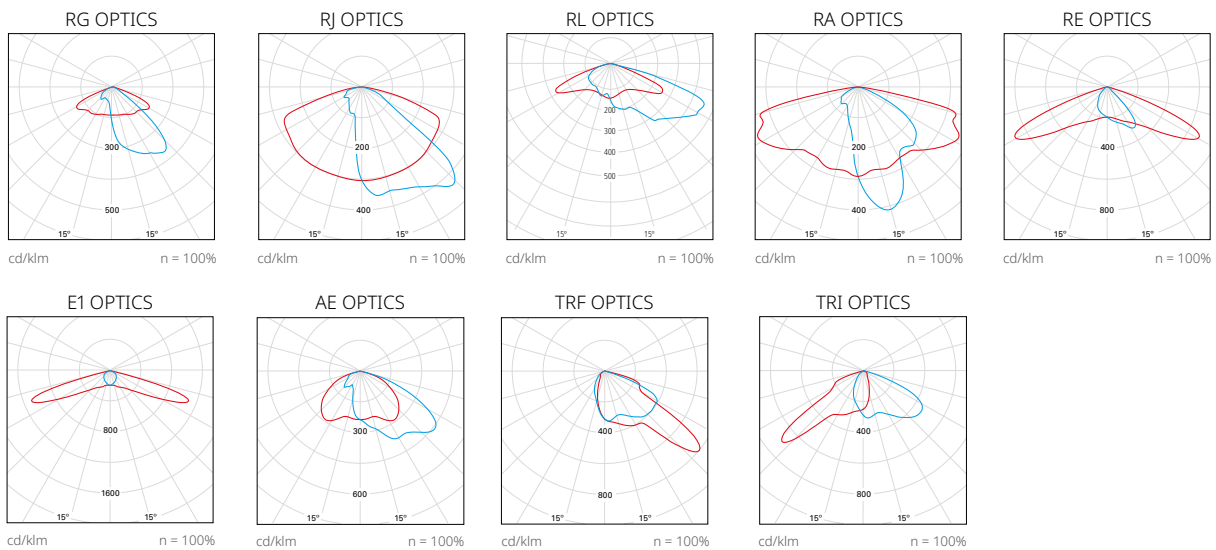 RG OPTICS
300
500
15° 15°
cd/klm n = 100%
RJ OPTICS
200
400
15° 15°
cd/klm n = 100%
RL OPTICS
200
300
400
500
15° 15°
cd/klm n = 100%
RA OPTICS
200
400
15° 15°
cd/klm n = 100%
RE OPTICS
400
800
15° 15°
cd/klm n = 100%
E1 OPTICS
800
1600
15° 15°
cd/klm n = 100%
AE OPTICS
300
600
15° 15°
cd/klm n = 100%
TRF OPTICS
400
800
15° 15°
cd/klm n = 100%
TRI OPTICS
400
800
15° 15°
cd/klm n = 100%